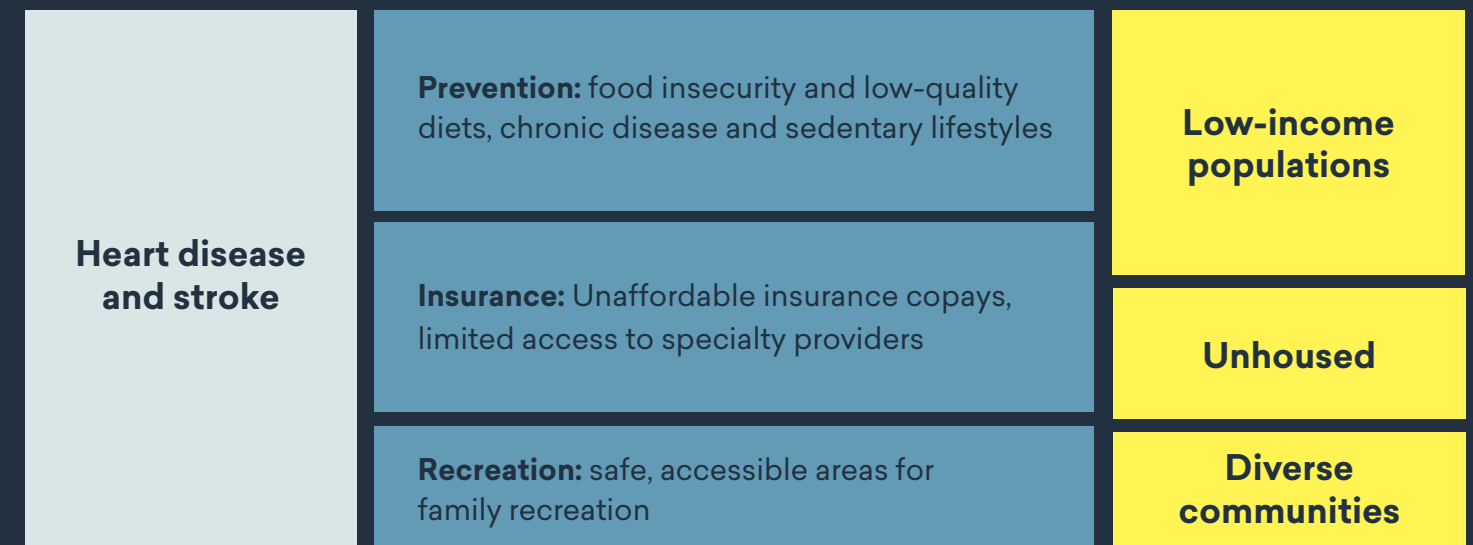 Heart disease
and stroke
Prevention: food insecurity and low-quality
diets, chronic disease and sedentary lifestyles
Insurance: Unaffordable insurance copays,
limited access to specialty providers
Recreation: safe, accessible areas for
family recreation
Low-income
populations
Unhoused
Diverse
communities